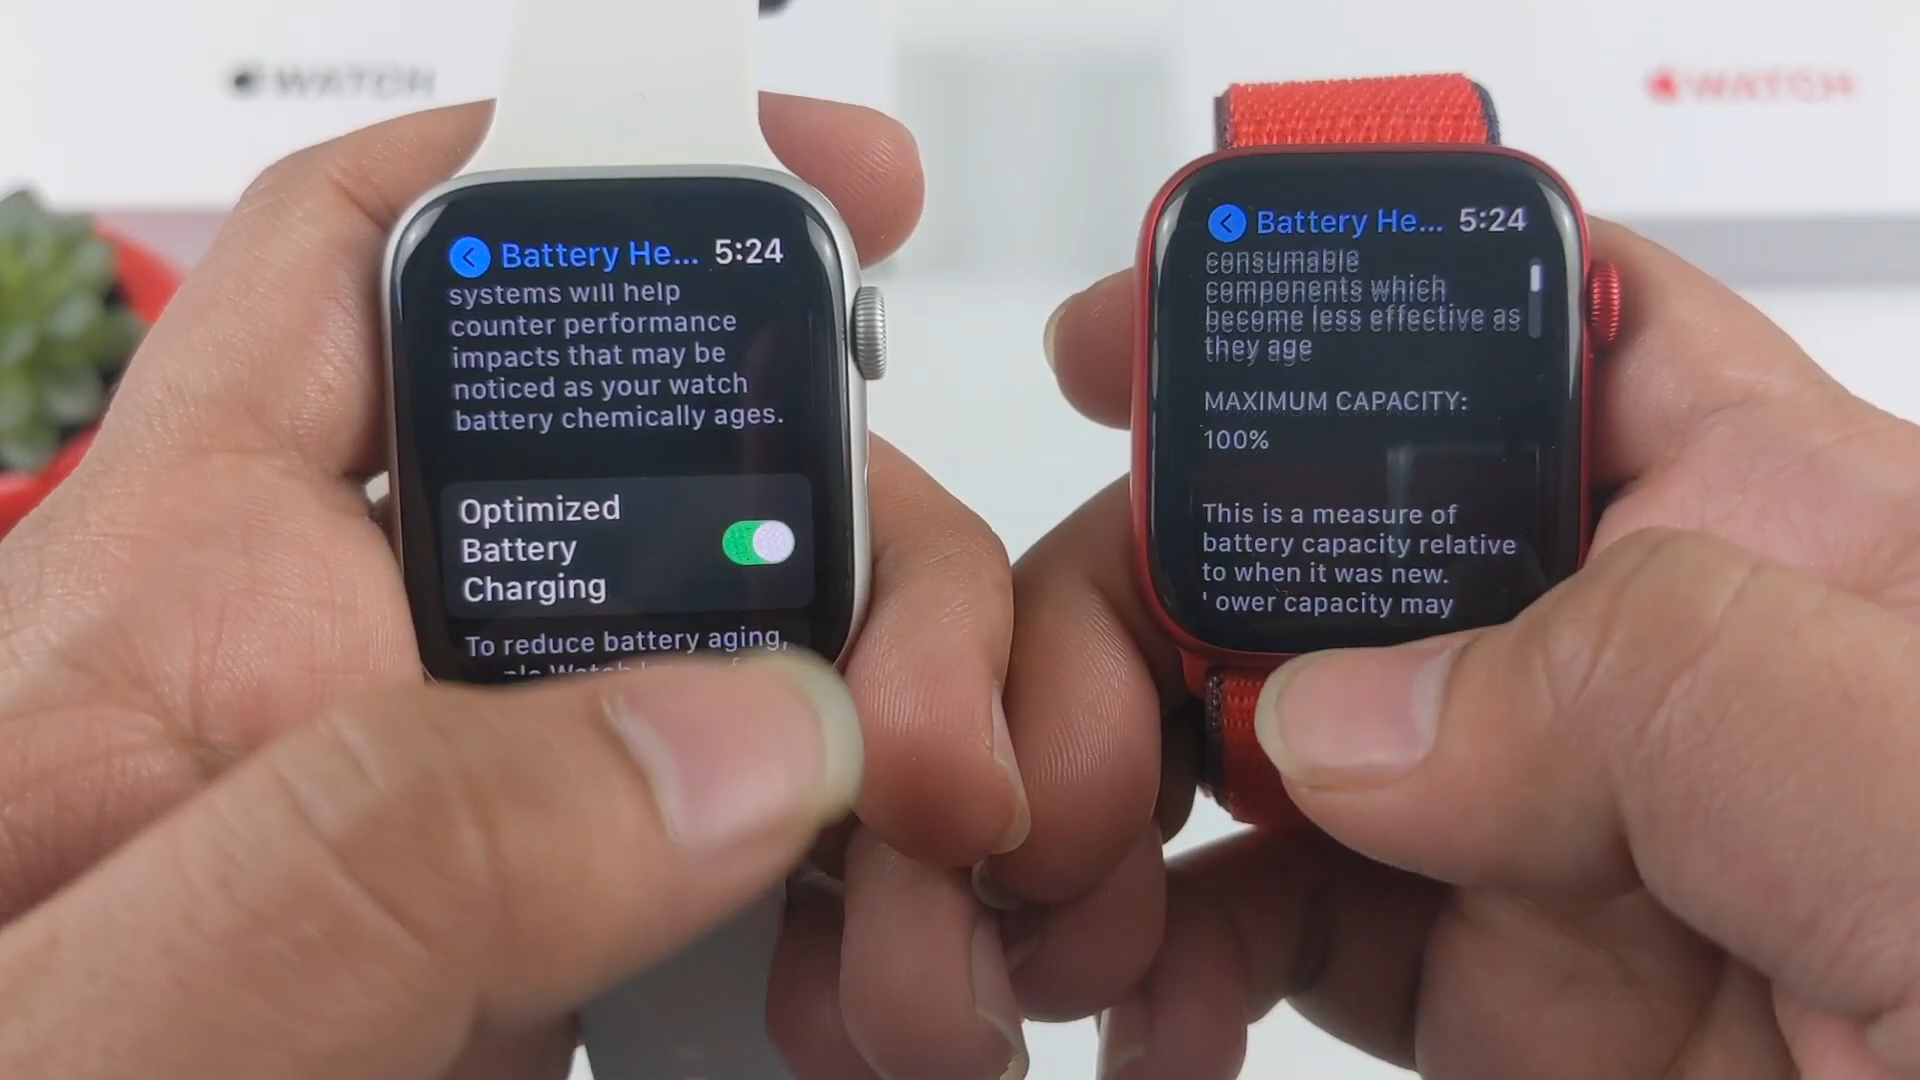 WATCH
WATCH
Battery He... 5:24
systems will help
counter performance
impacts that may be
noticed as your watch
battery chemically ages.
Optimized
Battery
Charging
To reduce battery aging,
Battery He... 5:24
consumable
components which
become less effective as
they age
MAXIMUM CAPACITY:
100%
This is a measure of
battery capacity relative
to when it was new.
ower capacity may